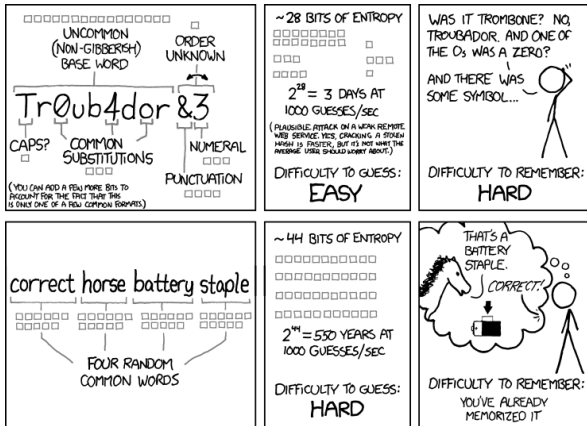 UNCOMMON
(NON-GIBBERISH)
BASE WORD
ORDER
UNKNOWN
Tr0ub4dor &3
CAPS?
COMMON
SUBSTITUTIONS
NUMERAL
PUNCTUATION
(YOU CAN ADD A FEW MORE BITS TO
ACCOUNT FOR THE FACT THAT THIS
IS ONLY ONE OF A FEW COMMON FORMATS.)
~28 BITS OF ENTROPY
2^28 = 3 DAYS AT
1000 GUESSES/SEC
(PLAUSIBLE ATTACK ON A WEAK REMOTE
WEB SERVICE. YES, CRACKING A STOLEN
HASH IS FASTER, BUT IT'S NOT WHAT THE
AVERAGE USER SHOULD WORRY ABOUT.)
DIFFICULTY TO GUESS:
EASY
WAS IT TROMBONE? NO,
TROUBADOR. AND ONE OF
THE Os WAS A ZERO?
AND THERE WAS
SOME SYMBOL...
DIFFICULTY TO REMEMBER:
HARD
correct horse battery staple
FOUR RANDOM
COMMON WORDS
~44 BITS OF ENTROPY
2^44 = 550 YEARS AT
1000 GUESSES/SEC
DIFFICULTY TO GUESS:
HARD
THAT'S A
BATTERY
STAPLE.
CORRECT!
DIFFICULTY TO REMEMBER:
YOU'VE ALREADY
MEMORIZED IT